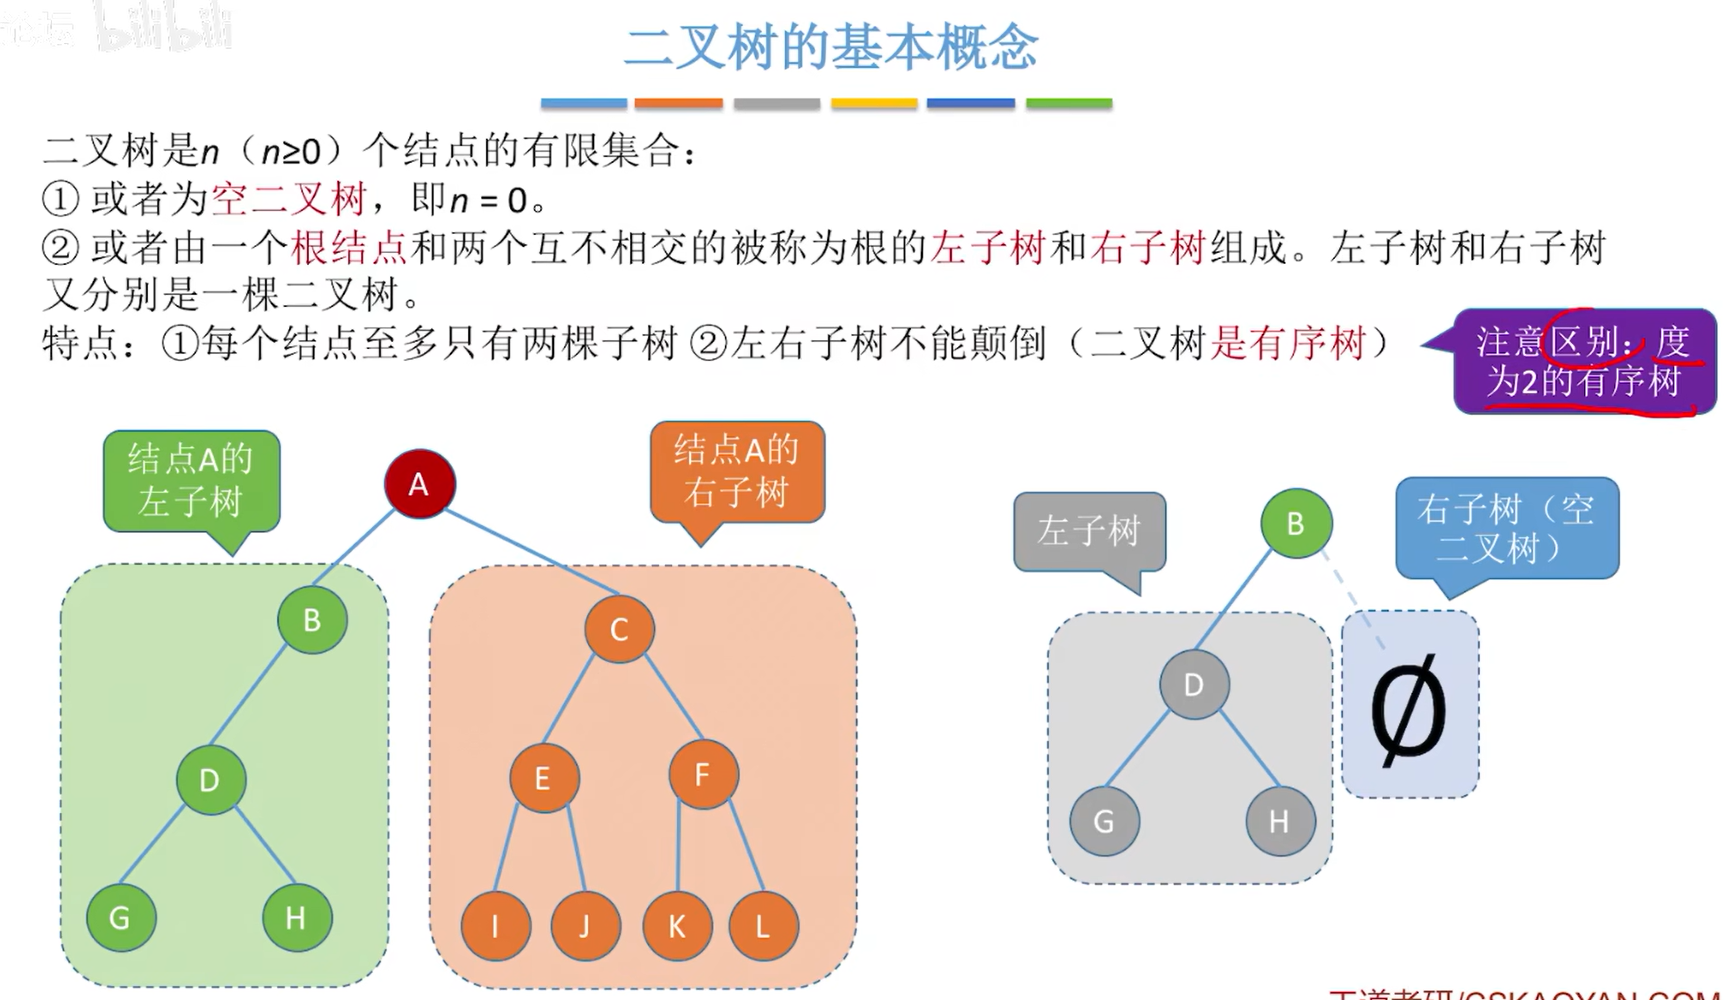 bilibili
二叉树的基本概念
二叉树是n（n≥0）个结点的有限集合：
① 或者为空二叉树，即n = 0。
② 或者由一个根结点和两个互不相交的被称为根的左子树和右子树组成。左子树和右子树
又分别是一棵二叉树。
特点：①每个结点至多只有两棵子树 ②左右子树不能颠倒（二叉树是有序树）
注意区别：度
为2的有序树
结点A的
左子树
A
结点A的
右子树
B
C
D
E
F
G
H
I
J
K
L
左子树
B
右子树（空
二叉树）
D
Ø
G
H
王道考研/CSKAOYAN.COM